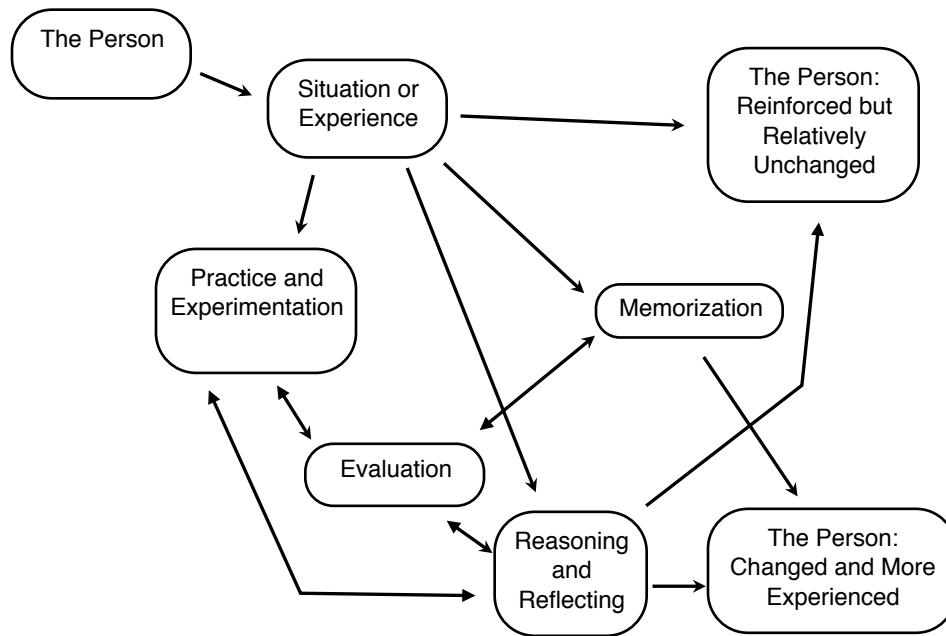 The Person
Situation or
Experience
The Person:
Reinforced but
Relatively
Unchanged
Practice and
Experimentation
Memorization
Evaluation
Reasoning
and
Reflecting
The Person:
Changed and More
Experienced